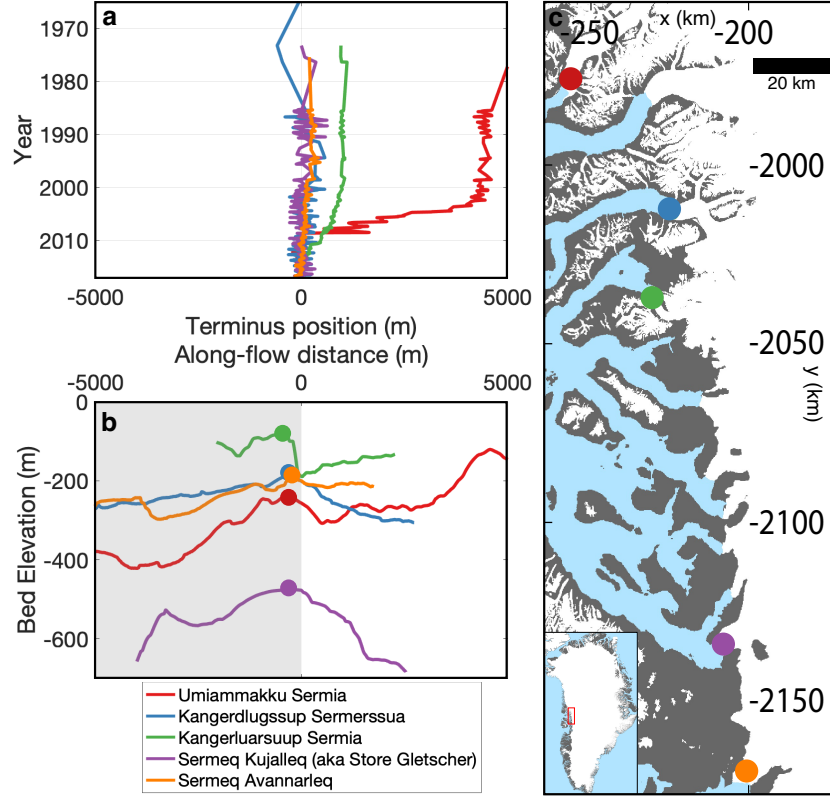 a
1970
1980
1990
2000
2010
Year
-5000 0 5000
Terminus position (m)
Along-flow distance (m)
-5000 0 5000
b
0
-200
-400
-600
Bed Elevation (m)
Umiammakku Sermia
Kangerdlugssup Sermerssua
Kangerluarsuup Sermia
Sermeq Kujalleq (aka Store Gletscher)
Sermeq Avannarleq
c
x (km)
-250 -200
20 km
-2000
-2050
y (km)
-2100
-2150